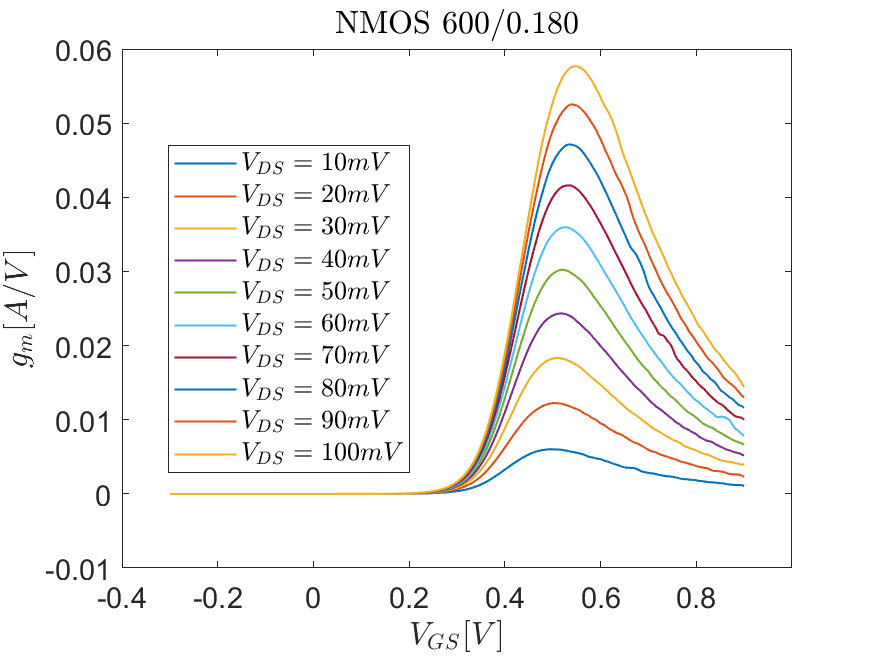 NMOS 600/0.180
0.06
0.05
0.04
0.03
0.02
0.01
0
-0.01
g_m[A/V]
V_DS = 10mV
V_DS = 20mV
V_DS = 30mV
V_DS = 40mV
V_DS = 50mV
V_DS = 60mV
V_DS = 70mV
V_DS = 80mV
V_DS = 90mV
V_DS = 100mV
-0.4 -0.2 0 0.2 0.4 0.6 0.8
V_GS[V]